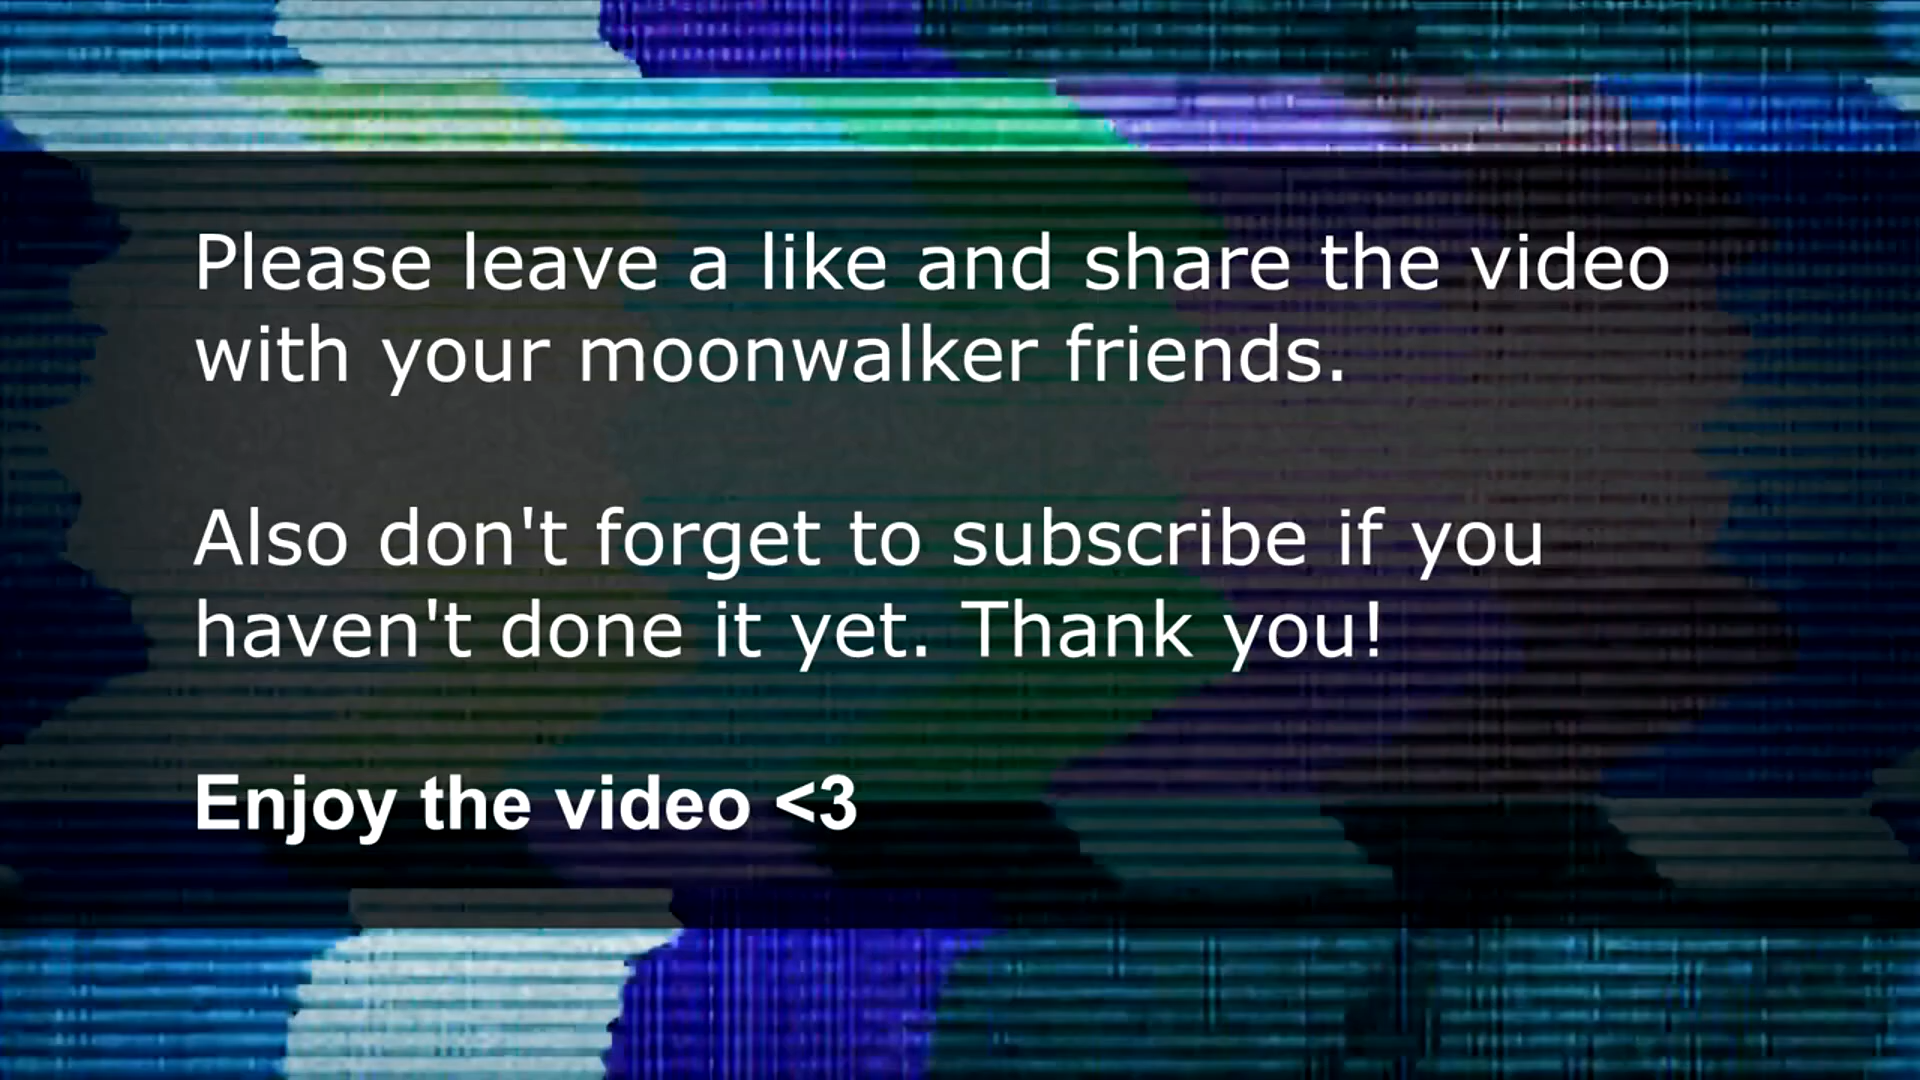 Please leave a like and share the video
with your moonwalker friends.
Also don't forget to subscribe if you
haven't done it yet. Thank you!
Enjoy the video <3